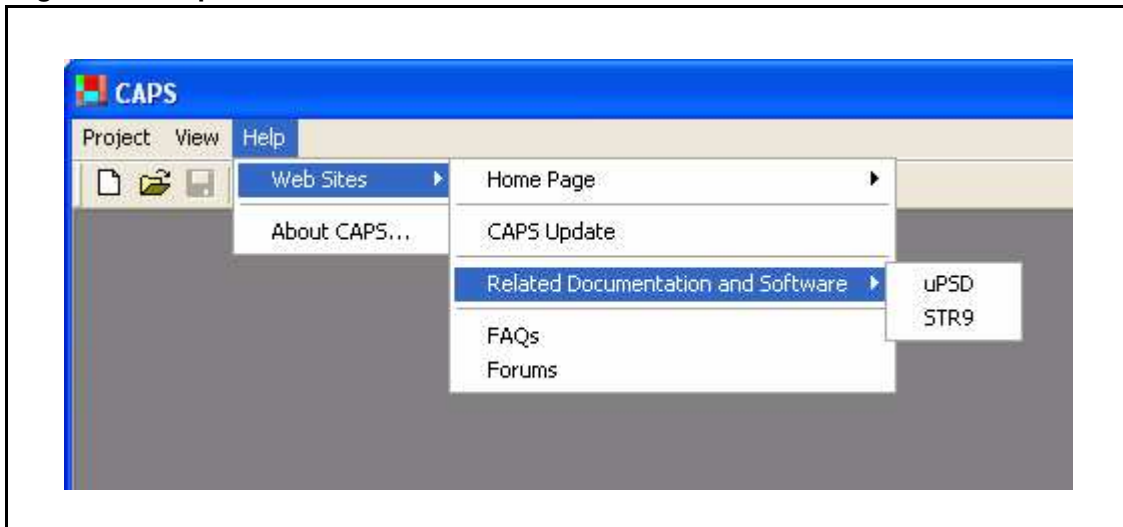 CAPS
Project View Help
Web Sites
About CAPS...
Home Page
CAPS Update
Related Documentation and Software
FAQs
Forums
uPSD
STR9